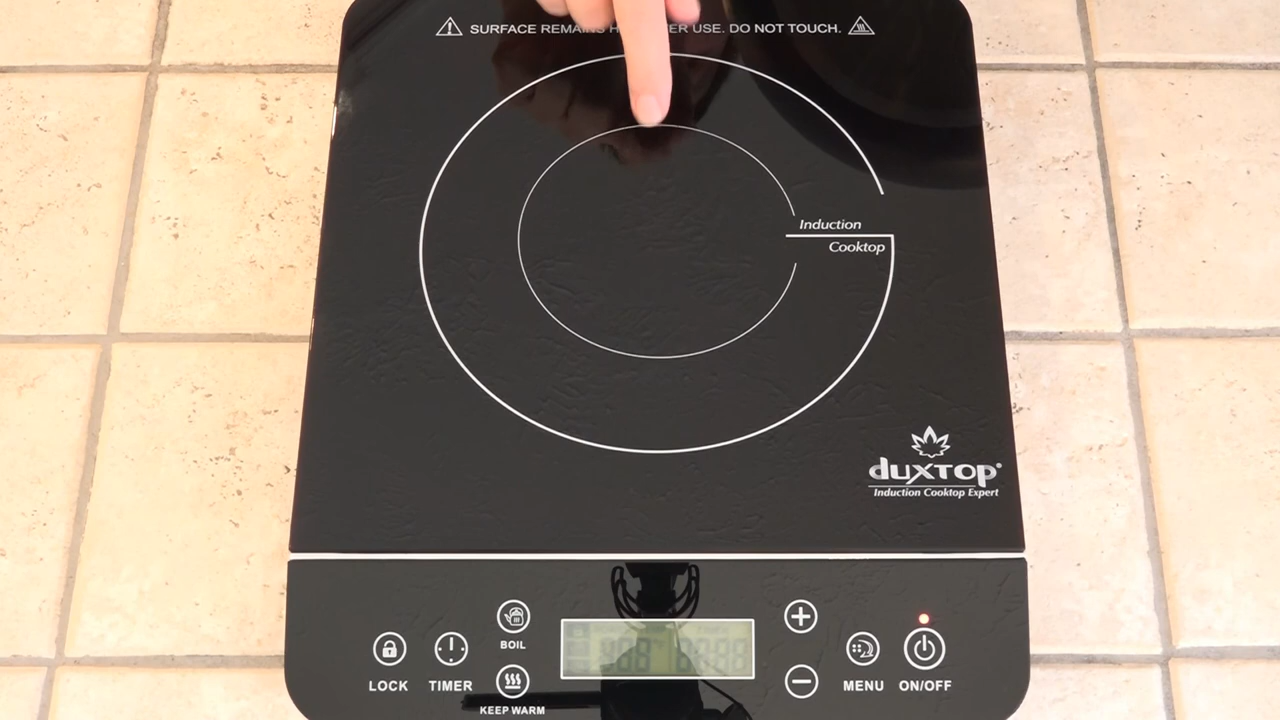 SURFACE REMAINS H ER USE. DO NOT TOUCH.
Induction
Cooktop
duxtop®
Induction Cooktop Expert
BOIL
LOCK TIMER MENU ON/OFF
KEEP WARM